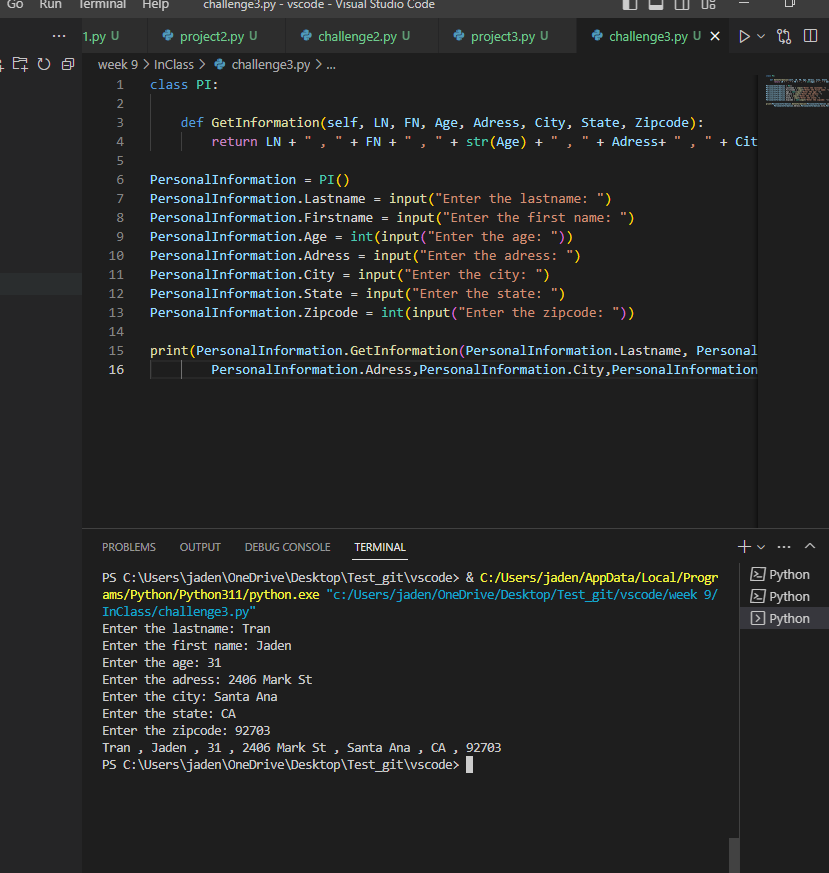 Go Run Terminal Help challenge3.py - vscode - Visual Studio Code
1.py U project2.py U challenge2.py U project3.py U challenge3.py U
week 9 > InClass > challenge3.py > ...
1 class PI:
2
3 def GetInformation(self, LN, FN, Age, Adress, City, State, Zipcode):
4 return LN + " , " + FN + " , " + str(Age) + " , " + Adress+ " , " + Cit
5
6 PersonalInformation = PI()
7 PersonalInformation.Lastname = input("Enter the lastname: ")
8 PersonalInformation.Firstname = input("Enter the first name: ")
9 PersonalInformation.Age = int(input("Enter the age: "))
10 PersonalInformation.Adress = input("Enter the adress: ")
11 PersonalInformation.City = input("Enter the city: ")
12 PersonalInformation.State = input("Enter the state: ")
13 PersonalInformation.Zipcode = int(input("Enter the zipcode: "))
14
15 print(PersonalInformation.GetInformation(PersonalInformation.Lastname, Personal
16 PersonalInformation.Adress,PersonalInformation.City,PersonalInformation
PROBLEMS OUTPUT DEBUG CONSOLE TERMINAL
PS C:\Users\jaden\OneDrive\Desktop\Test_git\vscode> & C:/Users/jaden/AppData/Local/Progr
ams/Python/Python311/python.exe "c:/Users/jaden/OneDrive/Desktop/Test_git/vscode/week 9/
InClass/challenge3.py"
Enter the lastname: Tran
Enter the first name: Jaden
Enter the age: 31
Enter the adress: 2406 Mark St
Enter the city: Santa Ana
Enter the state: CA
Enter the zipcode: 92703
Tran , Jaden , 31 , 2406 Mark St , Santa Ana , CA , 92703
PS C:\Users\jaden\OneDrive\Desktop\Test_git\vscode>
Python
Python
Python